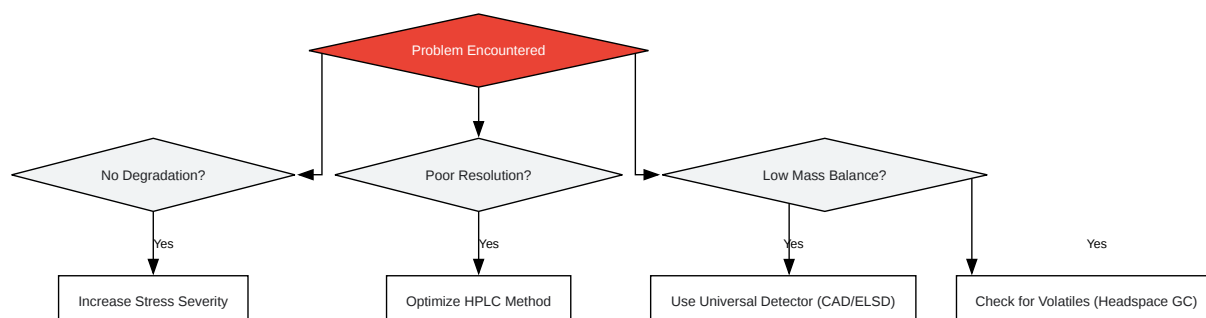 Problem Encountered
No Degradation?
Poor Resolution?
Low Mass Balance?
Yes
Yes
Yes
Yes
Increase Stress Severity
Optimize HPLC Method
Use Universal Detector (CAD/ELSD)
Check for Volatiles (Headspace GC)